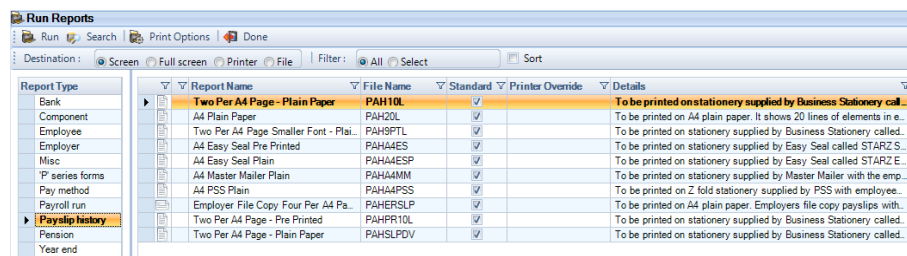 Run Reports
Run Search Print Options Done
Destination : Screen Full screen Printer File Filter : All Select Sort
Report Type
Bank
Component
Employee
Employer
Misc
'P' series forms
Pay method
Payroll run
Payslip history
Pension
Year end
Report Name File Name Standard Printer Override Details
Two Per A4 Page - Plain Paper PAH10L To be printed on stationery supplied by Business Stationery call...
A4 Plain Paper PAH20L To be printed on A4 plain paper. It shows 20 lines of elements in e...
Two Per A4 Page Smaller Font - Plai... PAH9PTL To be printed on stationery supplied by Business Stationery called...
A4 Easy Seal Pre Printed PAHA4ES To be printed on stationery supplied by Easy Seal called STARZ S...
A4 Easy Seal Plain PAHA4ESP To be printed on stationery supplied by Easy Seal called STARZ E...
A4 Master Mailer Plain PAHA4MM To be printed on stationery supplied by Master Mailer with the emp...
A4 PSS Plain PAHA4PSS To be printed on Z fold stationery supplied by PSS with employee...
Employer File Copy Four Per A4 Pa... PAHERSLP To be printed on A4 plain paper. Employers file copy payslips with...
Two Per A4 Page - Pre Printed PAHPR10L To be printed on stationery supplied by Business Stationery called...
Two Per A4 Page - Plain Paper PAHSLPDV To be printed on stationery supplied by Business Stationery called...